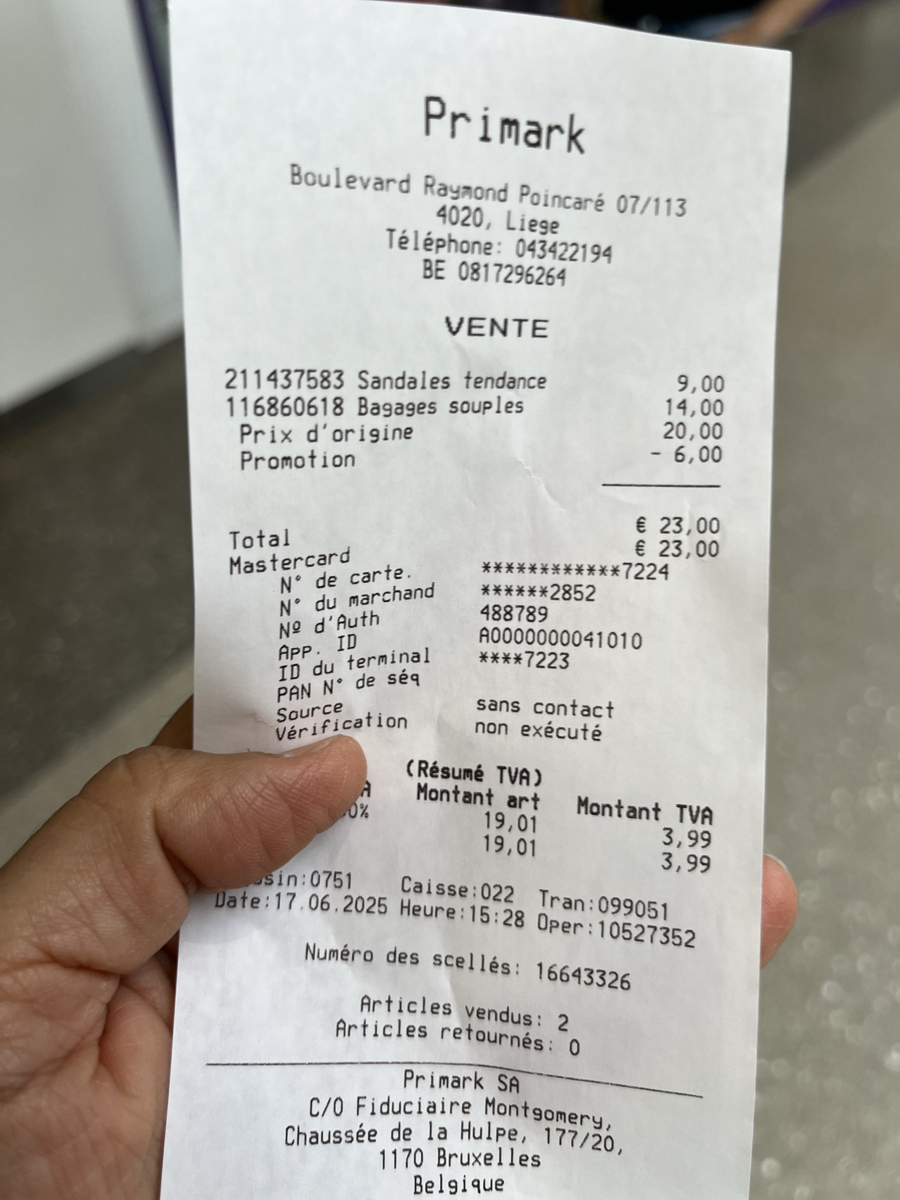 Primark
Boulevard Raymond Poincaré 07/113
4020, Liege
Téléphone: 043422194
BE 0817296264
VENTE
211437583 Sandales tendance 9,00
116860618 Bagages souples 14,00
Prix d'origine 20,00
Promotion - 6,00
Total € 23,00
Mastercard € 23,00
N° de carte. ************7224
N° du marchand ******2852
Nº d'Auth 488789
App. ID A0000000041010
ID du terminal ****7223
PAN N° de séq
Source sans contact
Vérification non exécuté
(Résumé TVA)
Montant art Montant TVA
19,01 3,99
19,01 3,99
:0751 Caisse:022 Tran:099051
Date:17.06.2025 Heure:15:28 Oper:10527352
Numéro des scellés: 16643326
Articles vendus: 2
Articles retournés: 0
Primark SA
C/O Fiduciaire Montgomery,
Chaussée de la Hulpe, 177/20,
1170 Bruxelles
Belgique